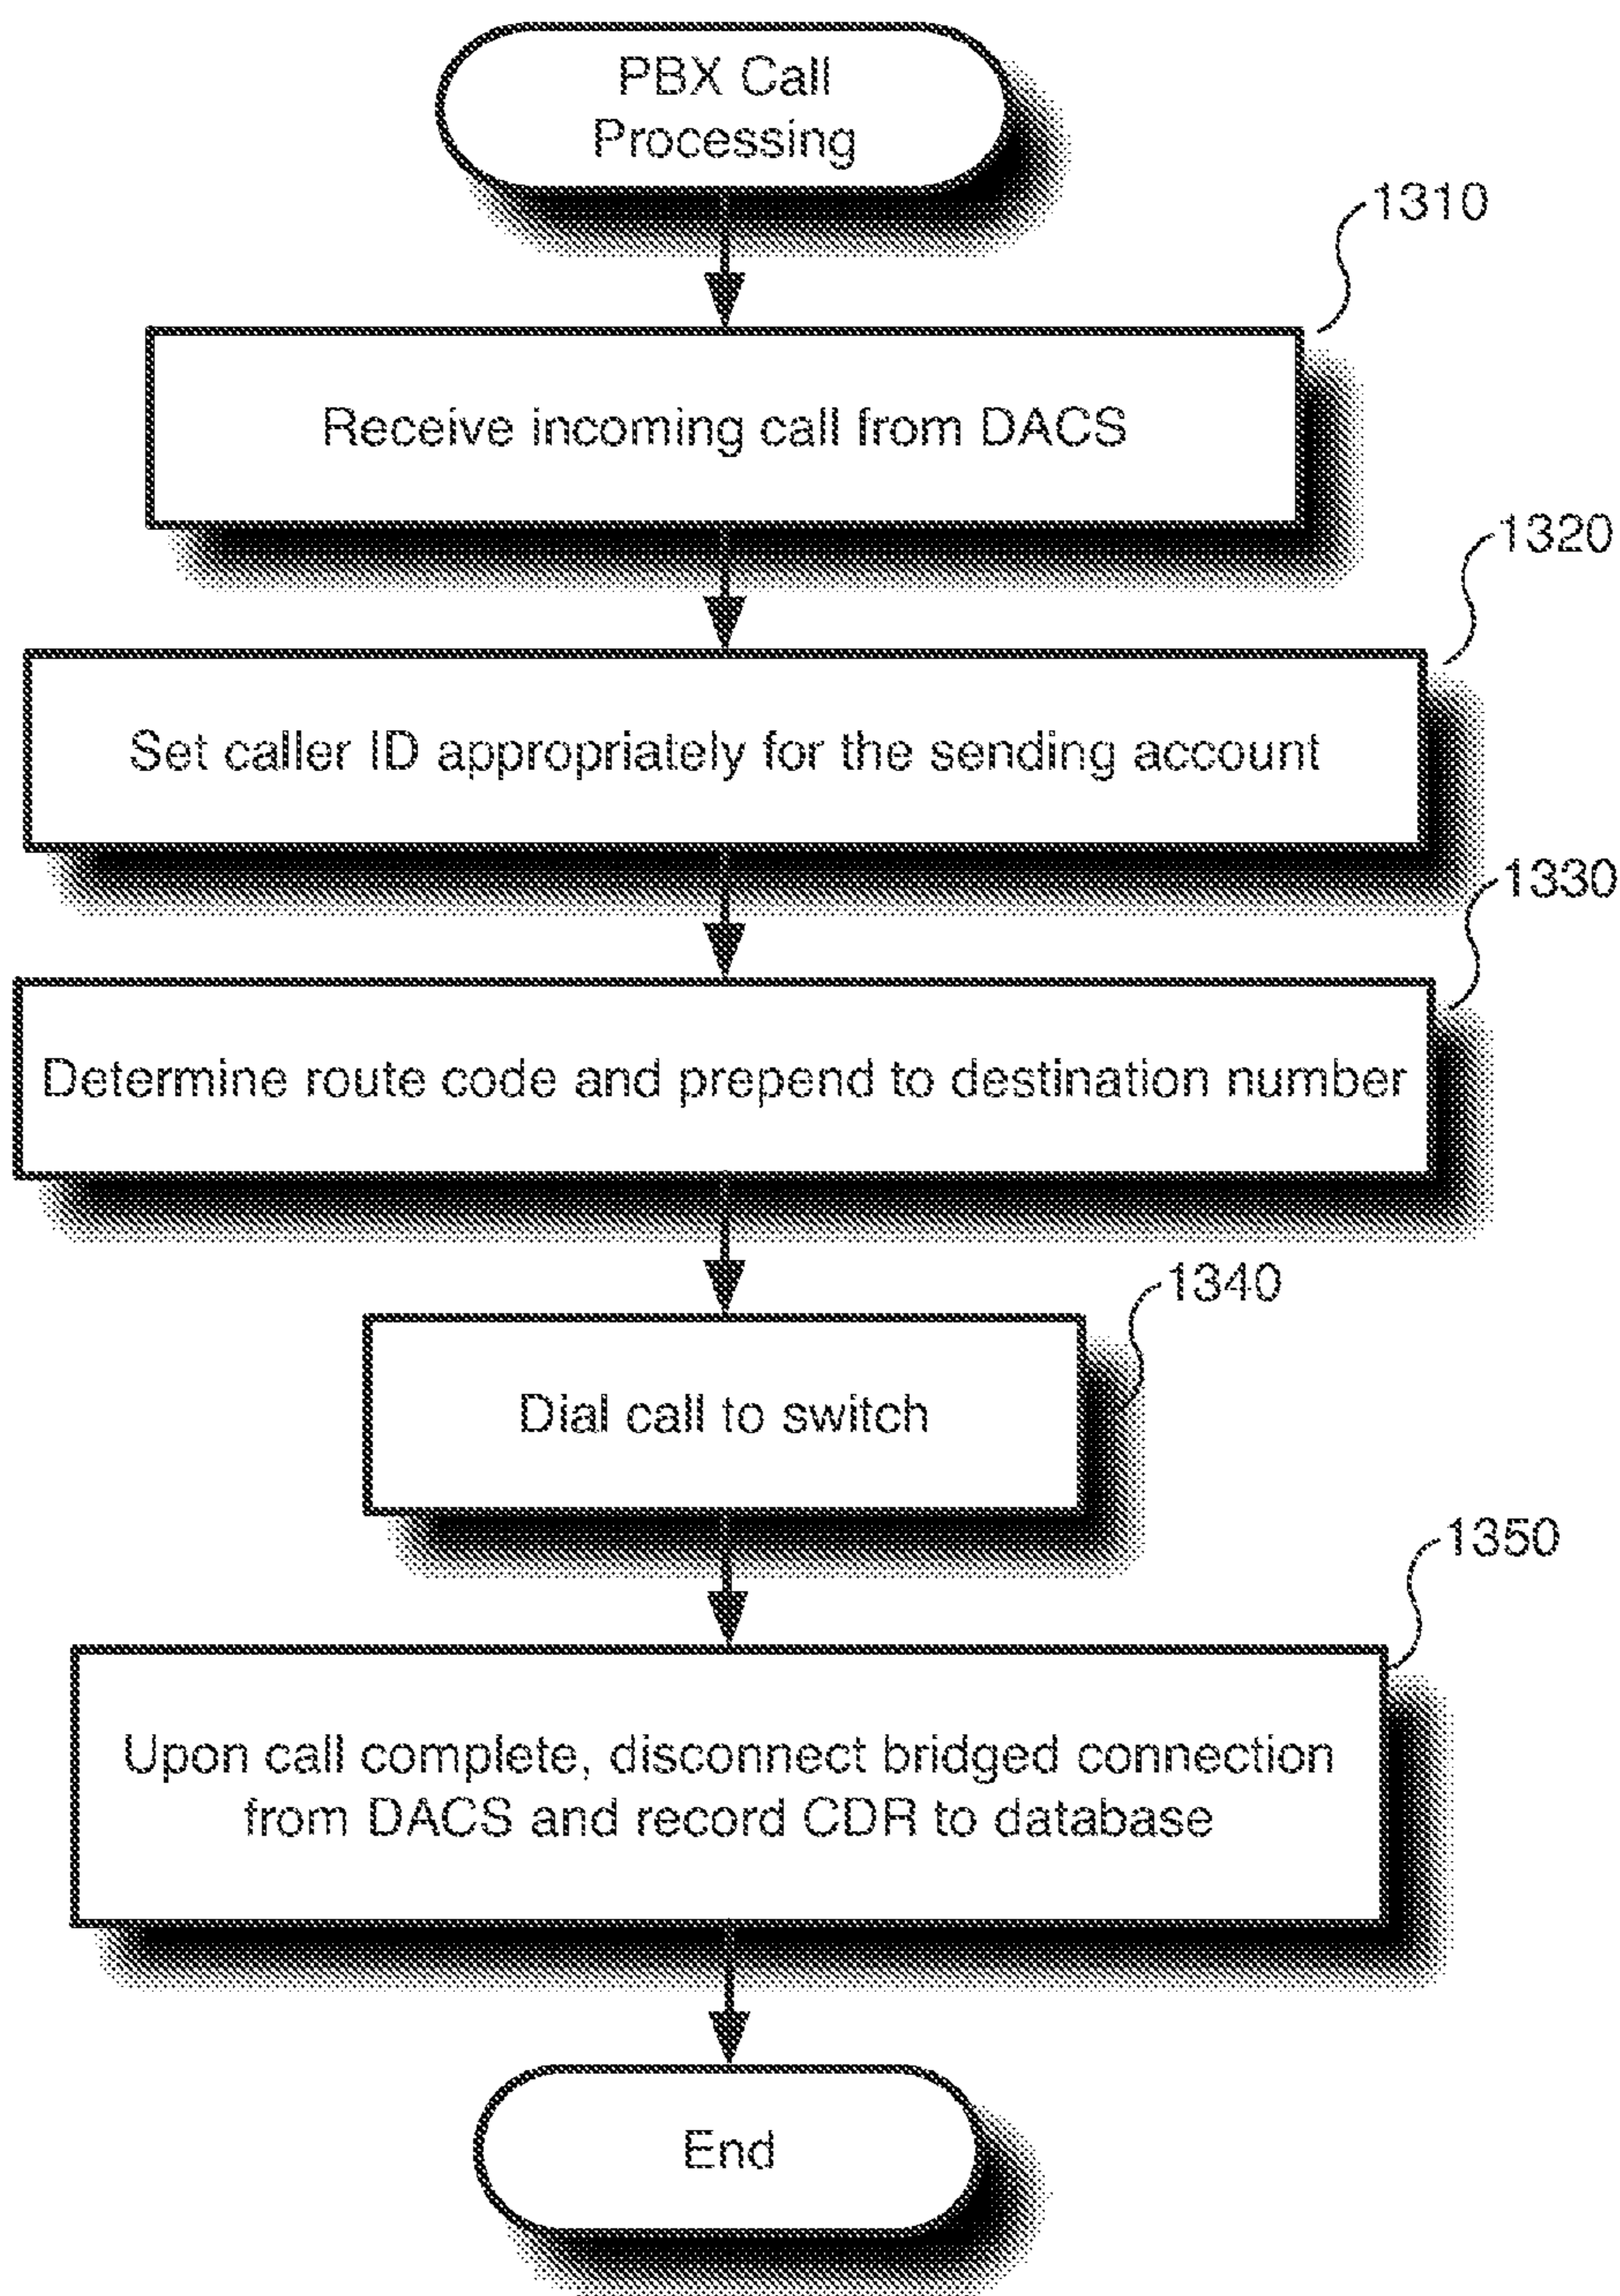 PBX Call
Processing
1310
Receive incoming call from DACS
1320
Set caller ID appropriately for the sending account
1330
Determine route code and prepend to destination number
1340
Dial call to switch
1350
Upon call complete, disconnect bridged connection
from DACS and record CDR to database
End